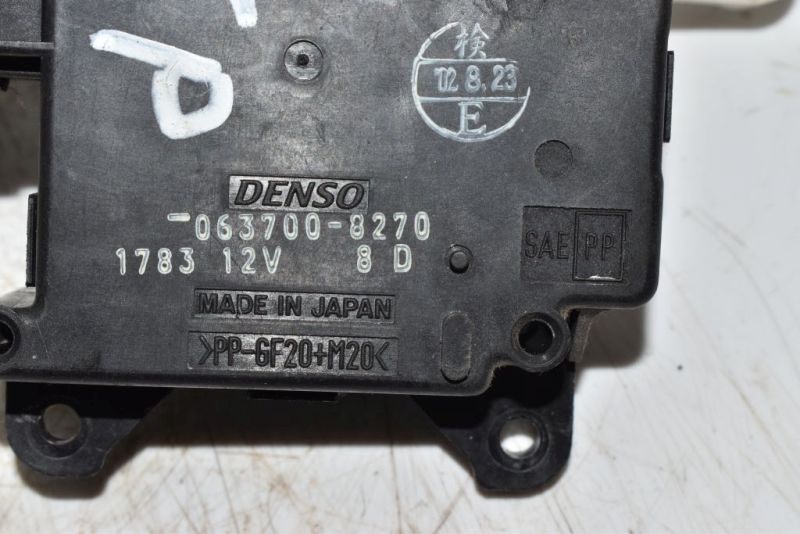 検
'02 8.23
E
DENSO
063700-8270
1783 12V 8 D
SAE PP
MADE IN JAPAN
>PP-GF20+M20<